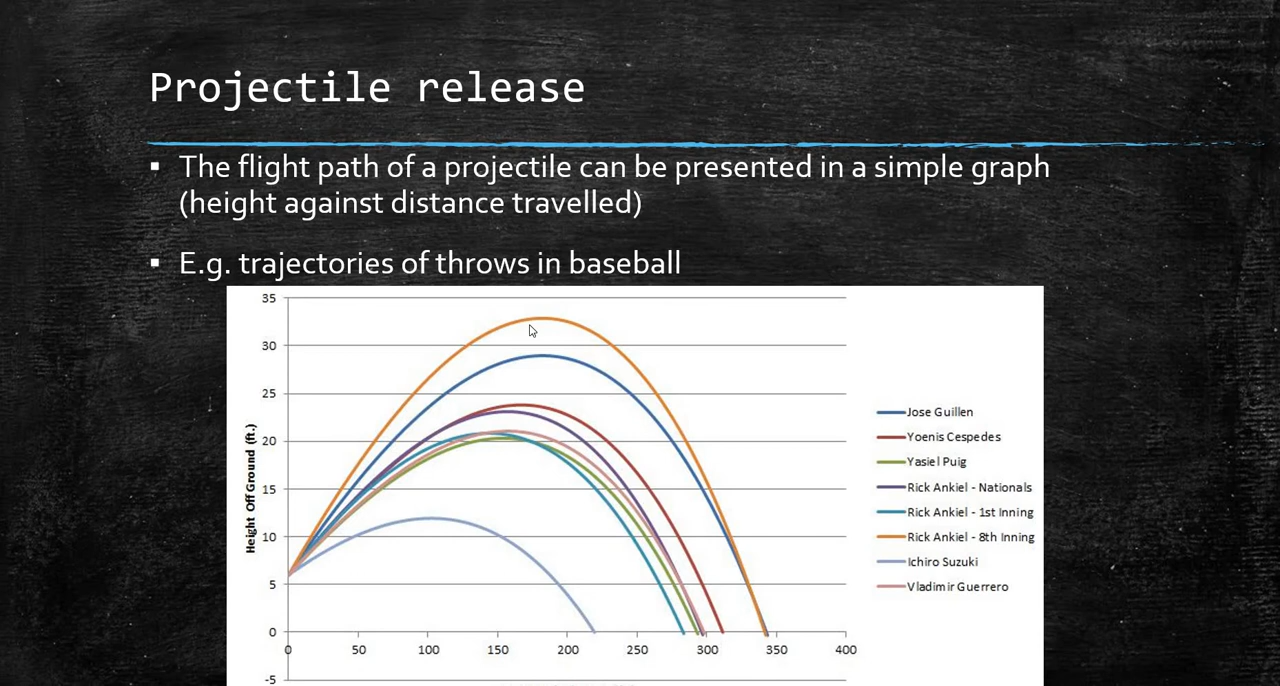 Projectile release
▪ The flight path of a projectile can be presented in a simple graph
(height against distance travelled)
▪ E.g. trajectories of throws in baseball
35
30
25
20
15
10
5
0
-5
Height Off Ground (ft.)
0 50 100 150 200 250 300 350 400
Jose Guillen
Yoenis Cespedes
Yasiel Puig
Rick Ankiel - Nationals
Rick Ankiel - 1st Inning
Rick Ankiel - 8th Inning
Ichiro Suzuki
Vladimir Guerrero